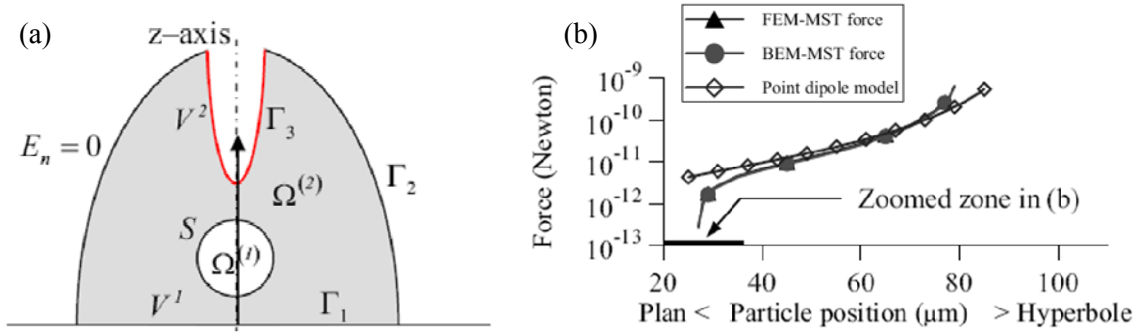 (a)
z-axis
V²
Γ₃
Eₙ = 0
Γ₂
Ω⁽²⁾
S
Ω⁽ⁱ⁾
V¹
Γ₁
(b)
FEM-MST force
BEM-MST force
Point dipole model
Force (Newton)
10⁻⁹
10⁻¹⁰
10⁻¹¹
10⁻¹²
10⁻¹³
Zoomed zone in (b)
20 40 60 80 100
Plan < Particle position (μm) > Hyperbole